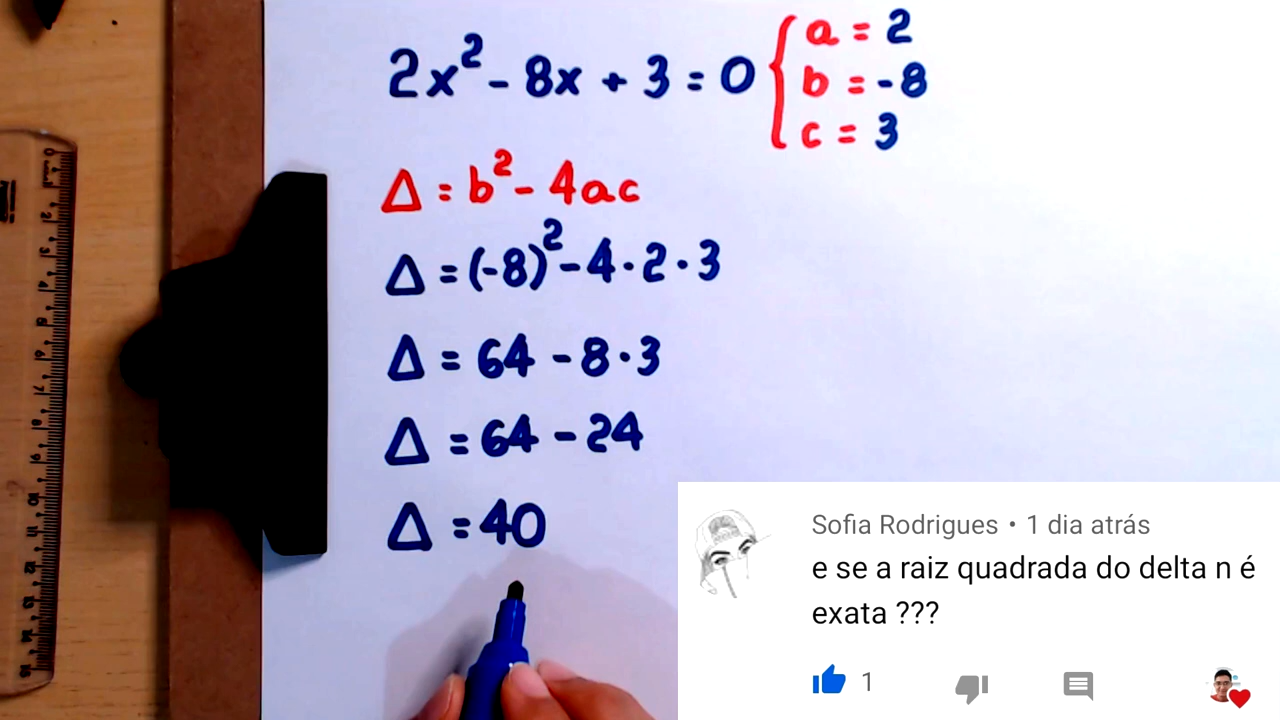 2x² - 8x + 3 = 0 { a = 2
b = -8
c = 3
Δ = b² - 4ac
Δ = (-8)² - 4 · 2 · 3
Δ = 64 - 8 · 3
Δ = 64 - 24
Δ = 40
Sofia Rodrigues • 1 dia atrás
e se a raiz quadrada do delta n é
exata ???
1